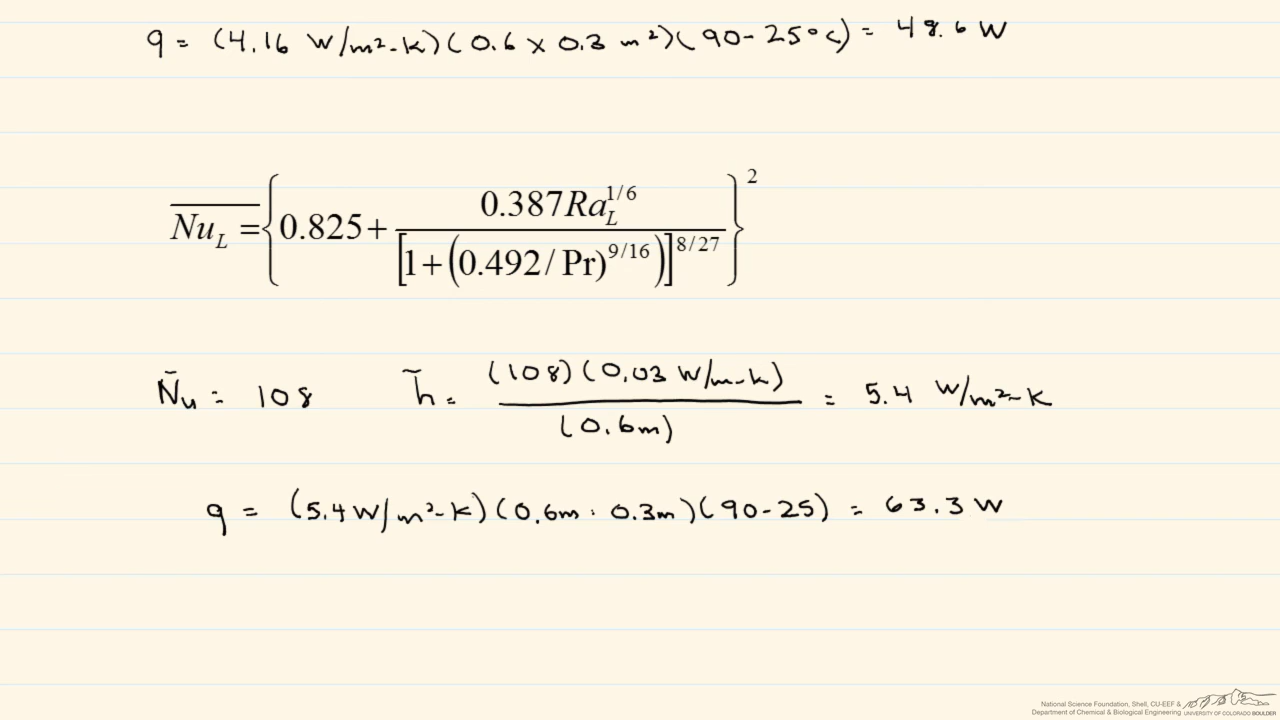 q = (4.16 W/m²-K)(0.6 x 0.3 m²)(90-25°C) = 48.6 W
\overline{Nu_L} = {0.825 + 0.387Ra_L^{1/6} / [1+(0.492/Pr)^{9/16})]^{8/27}}^2
N̄u = 108 h̄ = (108)(0.03 W/m-K) / (0.6m) = 5.4 W/m²-K
q = (5.4 W/m²-K)(0.6m · 0.3m)(90-25) = 63.3 W
National Science Foundation, Shell, CU-EEF &
Department of Chemical & Biological Engineering UNIVERSITY OF COLORADO BOULDER